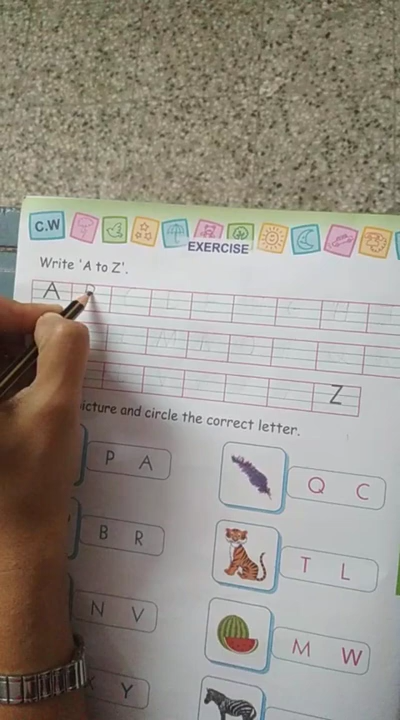 C.W
EXERCISE
Write 'A to Z'.
A B
Z
icture and circle the correct letter.
P A
Q C
B R
T L
N V
M W
Y